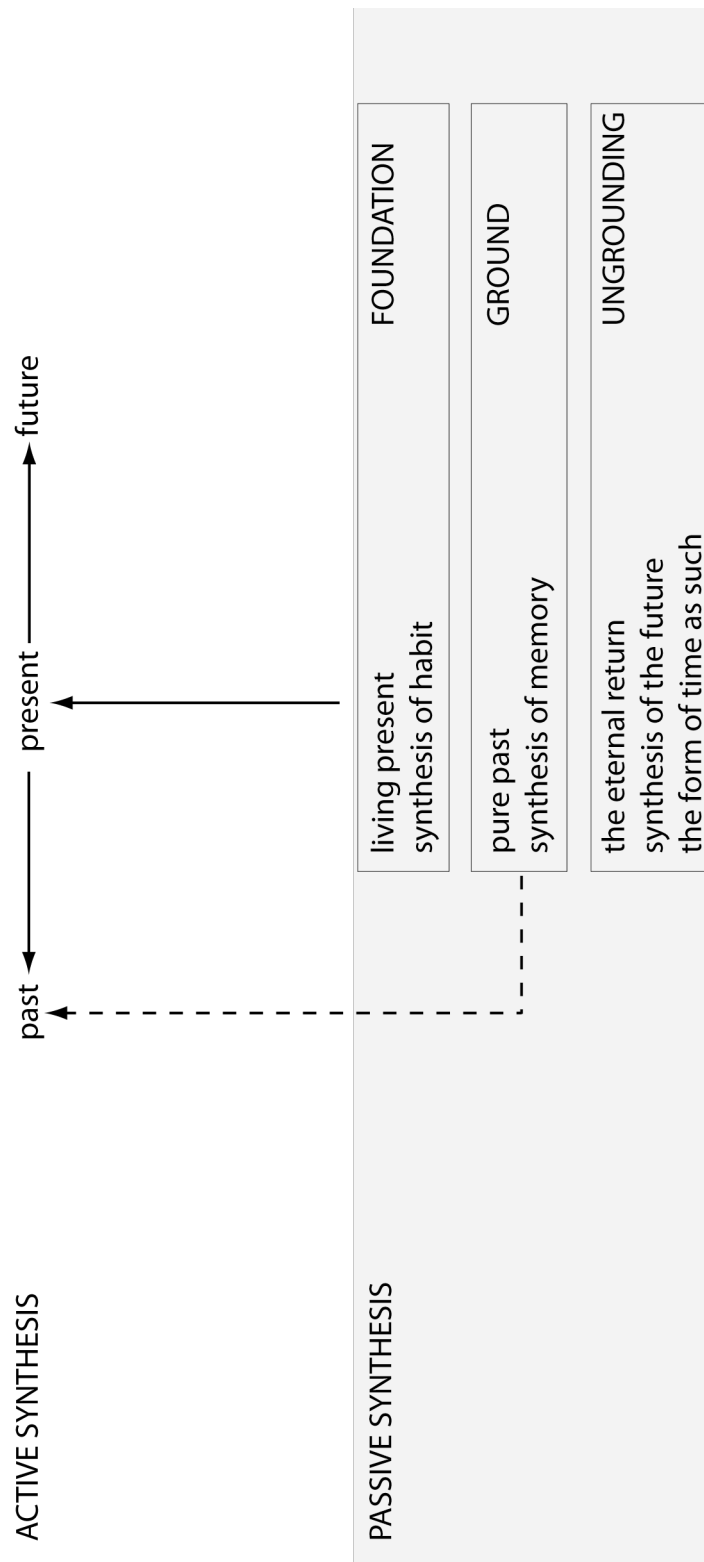 ACTIVE SYNTHESIS
past
present
future
PASSIVE SYNTHESIS
living present
synthesis of habit
FOUNDATION
pure past
synthesis of memory
GROUND
the eternal return
synthesis of the future
the form of time as such
UNGROUNDING